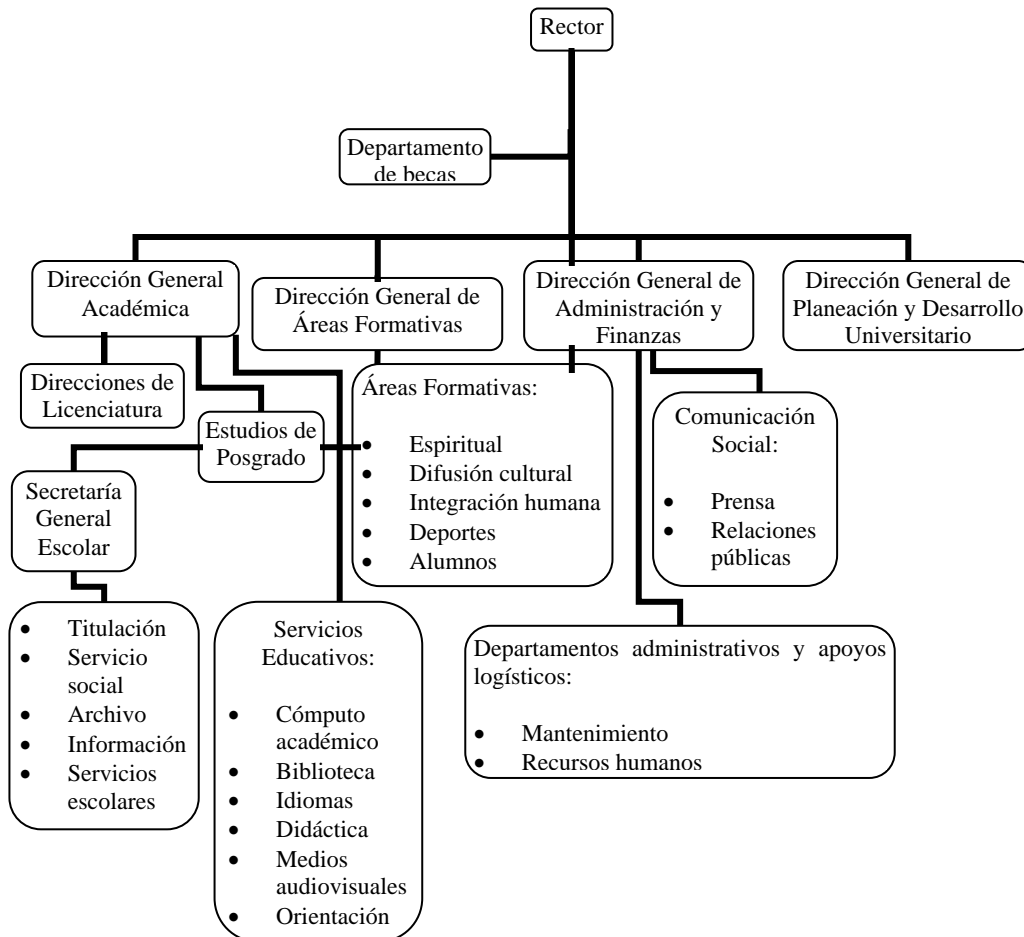 Rector
Departamento
de becas
Dirección General
Académica
Dirección General de
Áreas Formativas
Dirección General de
Administración y
Finanzas
Dirección General de
Planeación y Desarrollo
Universitario
Direcciones de
Licenciatura
Estudios de
Posgrado
Áreas Formativas:
• Espiritual
• Difusión cultural
• Integración humana
• Deportes
• Alumnos
Comunicación
Social:
• Prensa
• Relaciones
públicas
Secretaría
General
Escolar
• Titulación
• Servicio
social
• Archivo
• Información
• Servicios
escolares
Servicios
Educativos:
• Cómputo
académico
• Biblioteca
• Idiomas
• Didáctica
• Medios
audiovisuales
• Orientación
Departamentos administrativos y apoyos
logísticos:
• Mantenimiento
• Recursos humanos